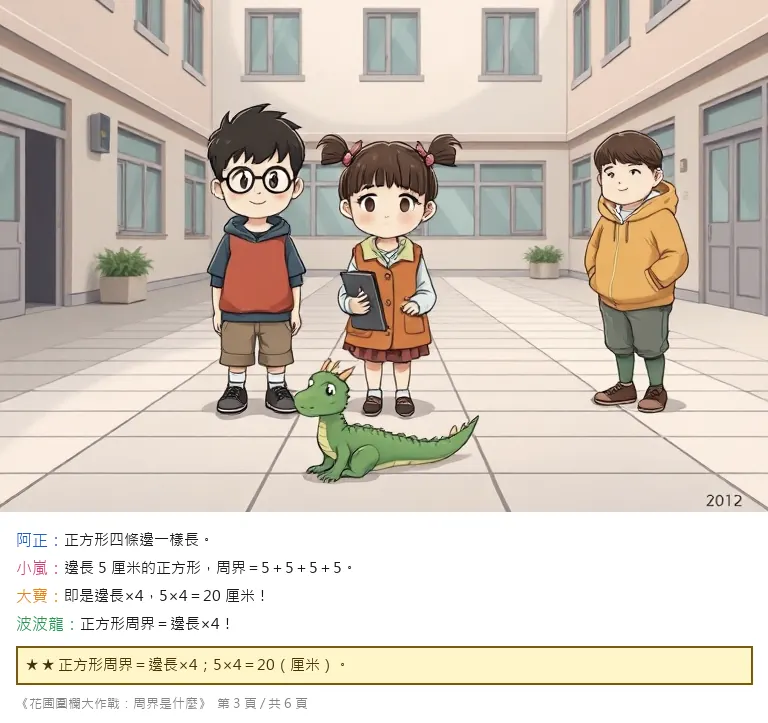 2012
阿正：正方形四條邊一樣長。
小嵐：邊長 5 厘米的正方形，周界＝5＋5＋5＋5。
大寶：即是邊長×4，5×4＝20 厘米！
波波龍：正方形周界＝邊長×4！
★★正方形周界＝邊長×4；5×4＝20（厘米）。
《花圃圍欄大作戰：周界是什麼》 第 3 頁 / 共 6 頁